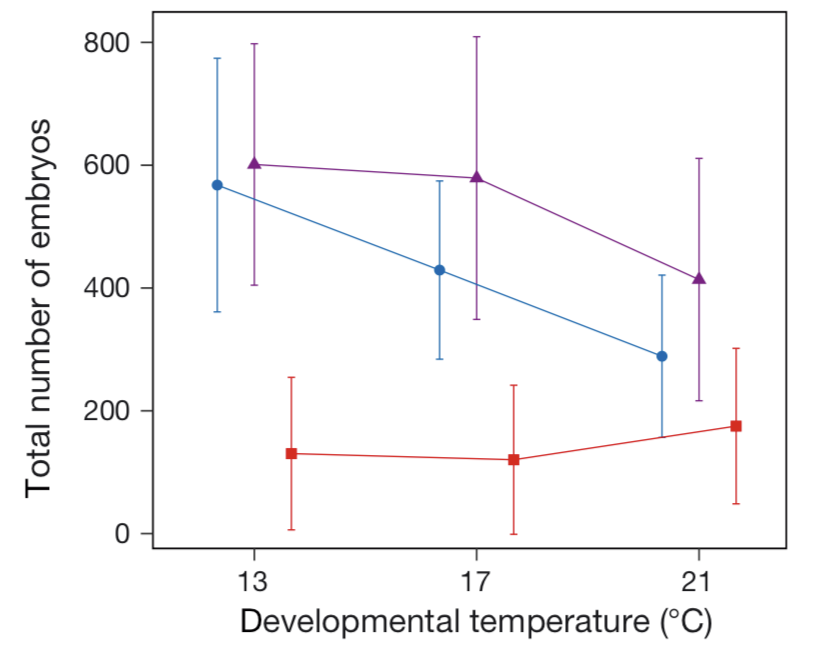 800
600
400
200
0
Total number of embryos
13 17 21
Developmental temperature (°C)